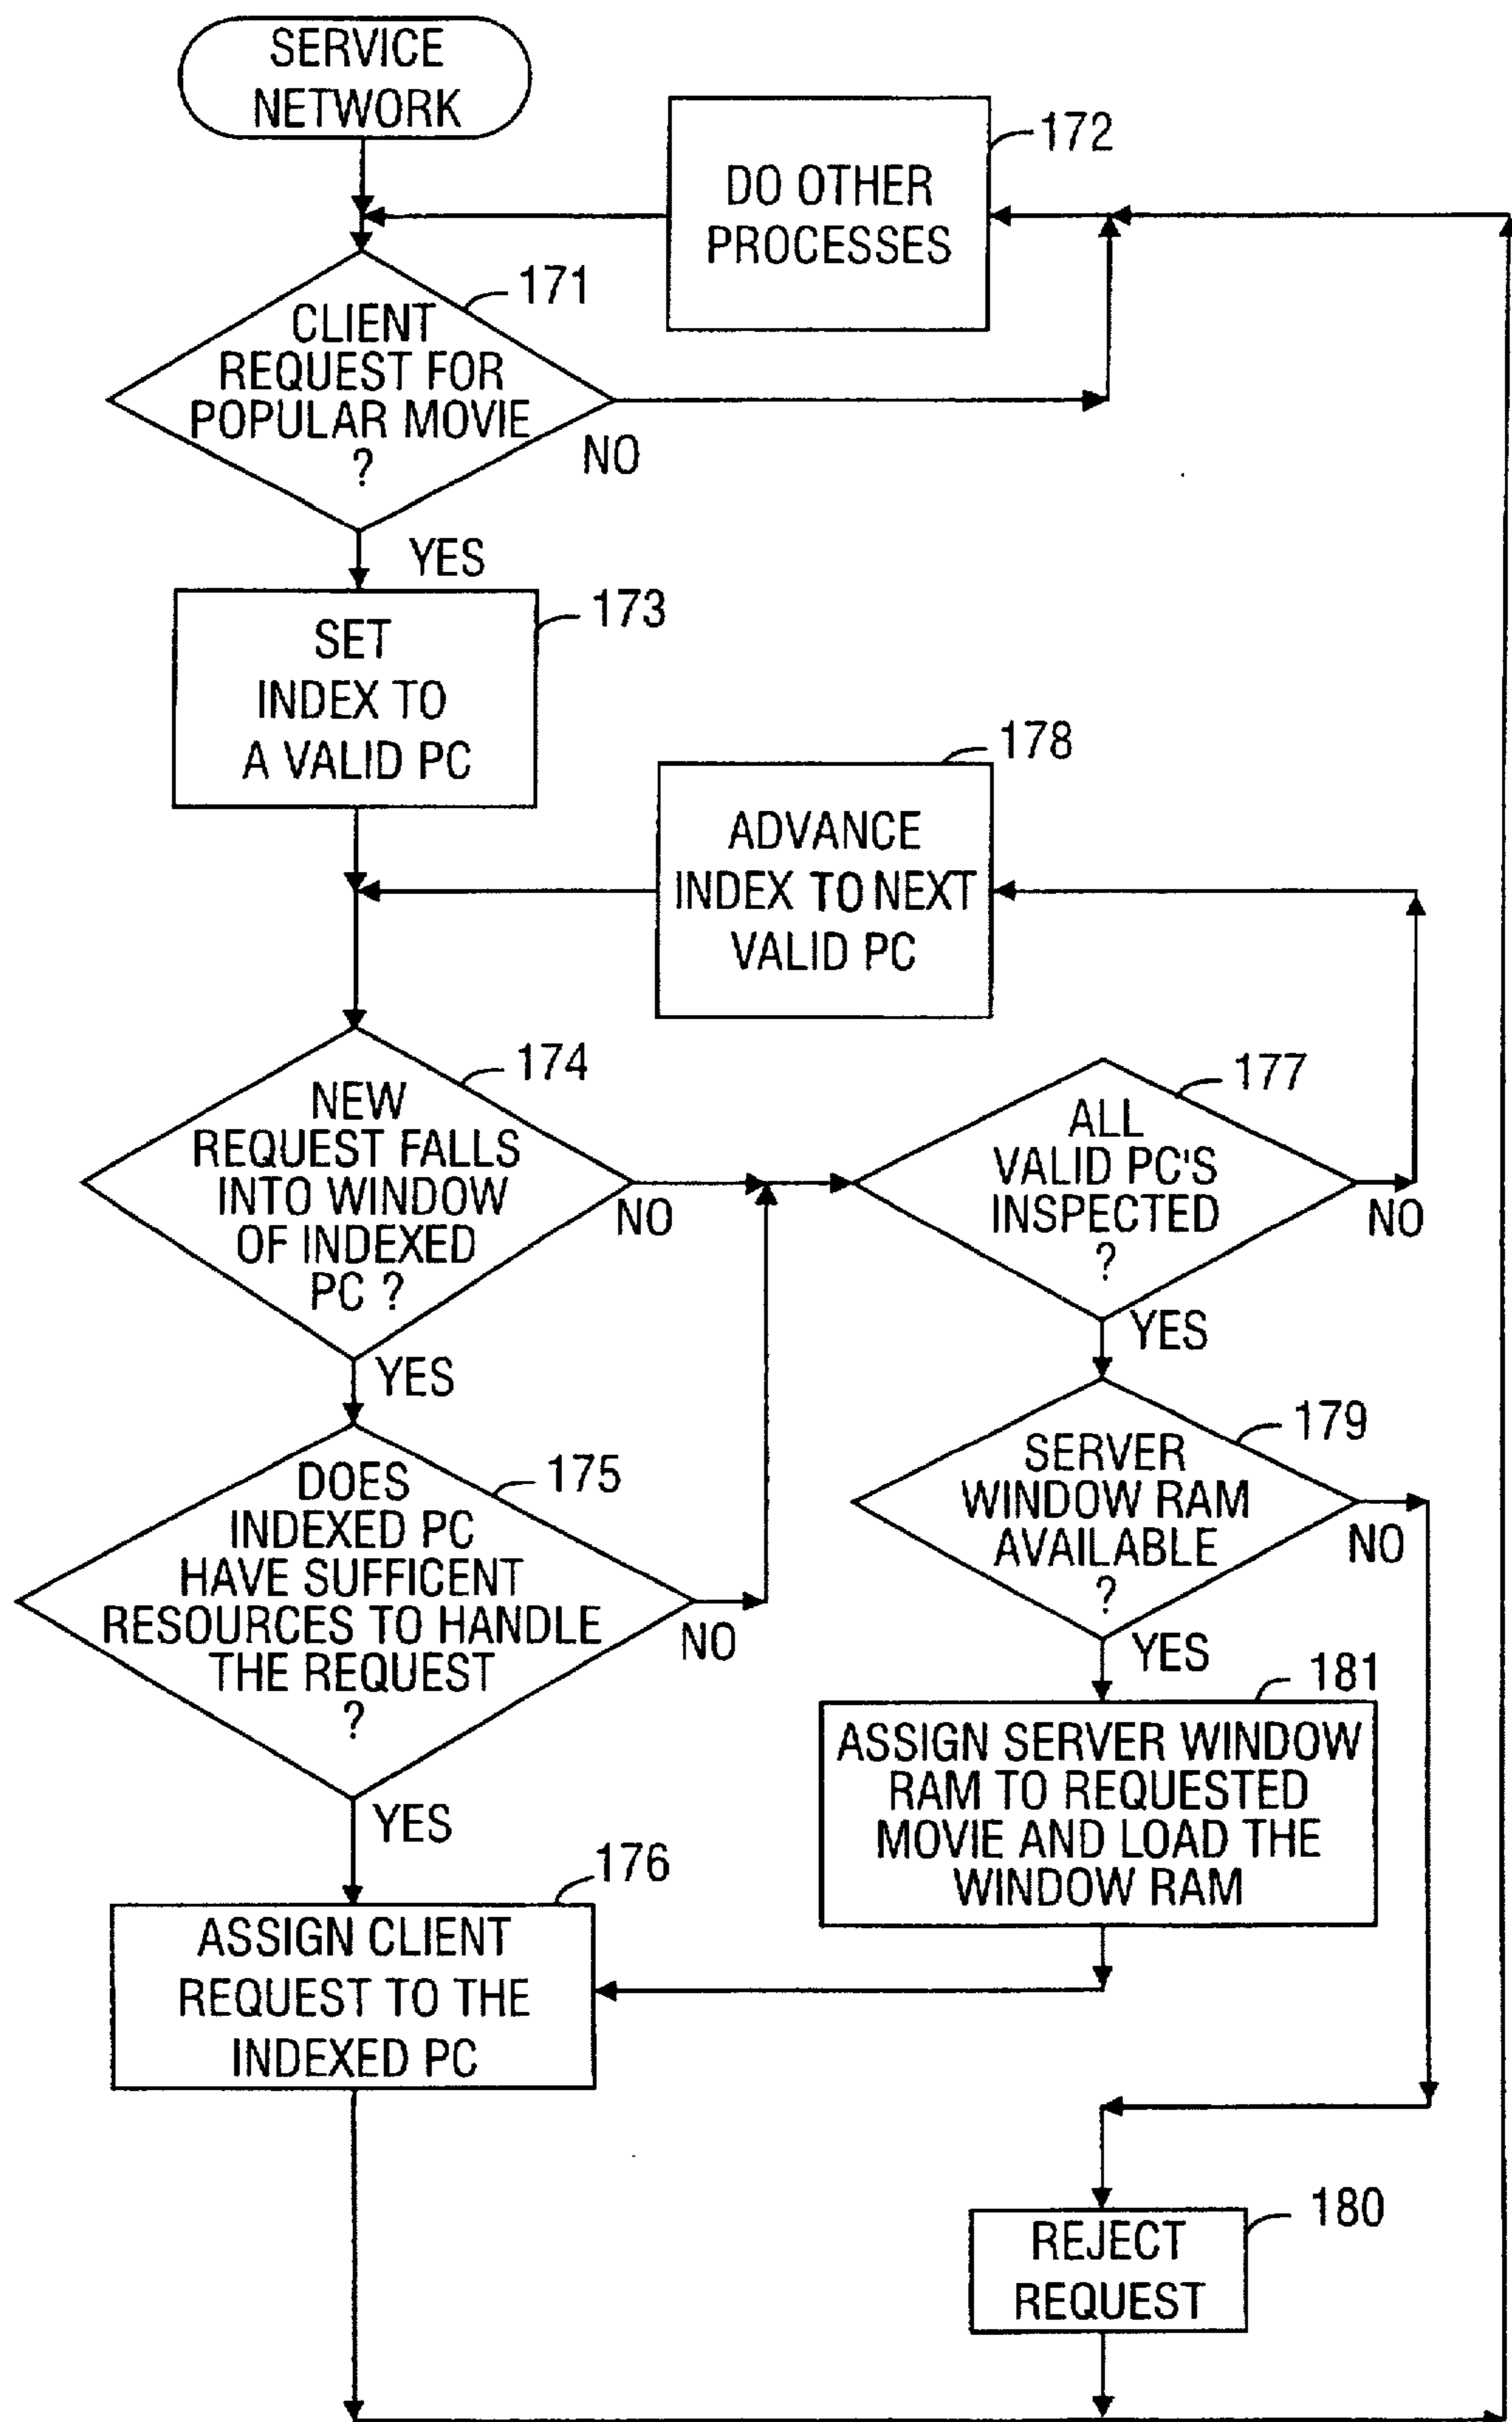 SERVICE
NETWORK
172
DO OTHER
PROCESSES
171
CLIENT
REQUEST FOR
POPULAR MOVIE
?
NO
YES
173
SET
INDEX TO
A VALID PC
178
ADVANCE
INDEX TO NEXT
VALID PC
174
NEW
REQUEST FALLS
INTO WINDOW
OF INDEXED
PC ?
NO
YES
177
ALL
VALID PC'S
INSPECTED
?
NO
YES
175
DOES
INDEXED PC
HAVE SUFFICENT
RESOURCES TO HANDLE
THE REQUEST
?
NO
YES
179
SERVER
WINDOW RAM
AVAILABLE
?
NO
YES
181
ASSIGN SERVER WINDOW
RAM TO REQUESTED
MOVIE AND LOAD THE
WINDOW RAM
176
ASSIGN CLIENT
REQUEST TO THE
INDEXED PC
180
REJECT
REQUEST